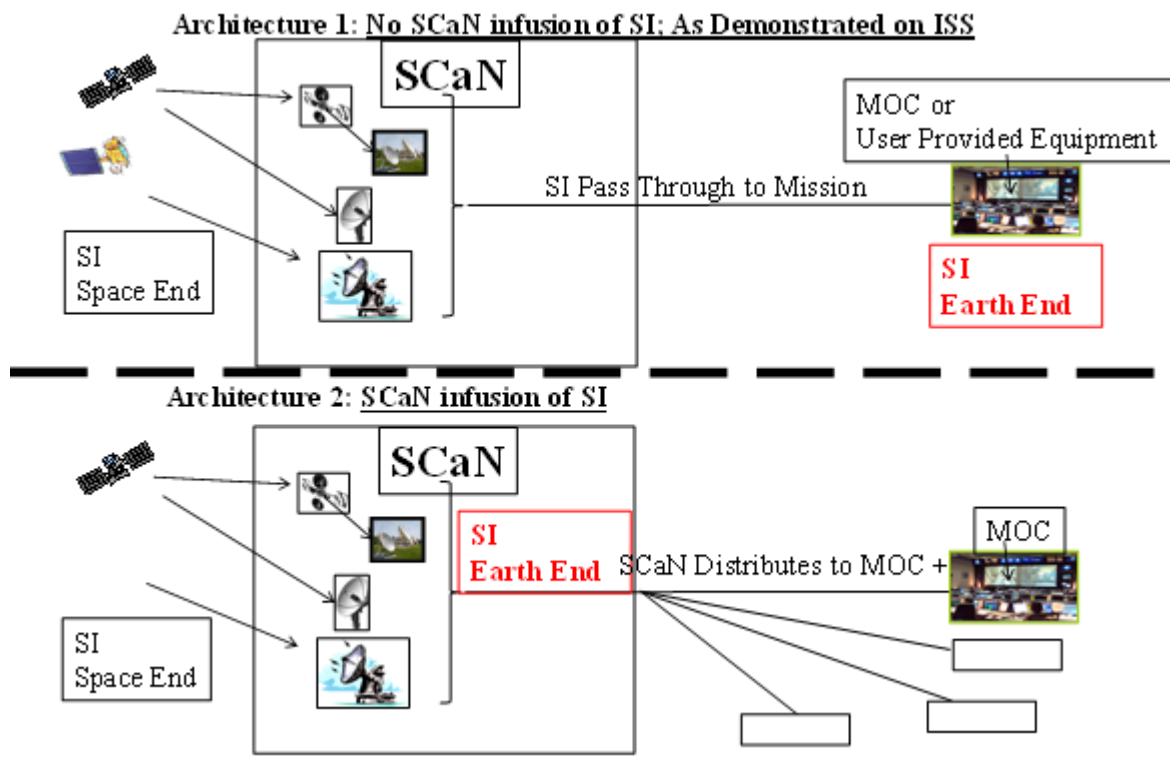 Architecture 1: No SCaN infusion of SI; As Demonstrated on ISS
SCaN
MOC or
User Provided Equipment
SI Pass Through to Mission
SI
Space End
SI
Earth End
Architecture 2: SCaN infusion of SI
SCaN
SI
Earth End
SCaN Distributes to MOC +
MOC
SI
Space End